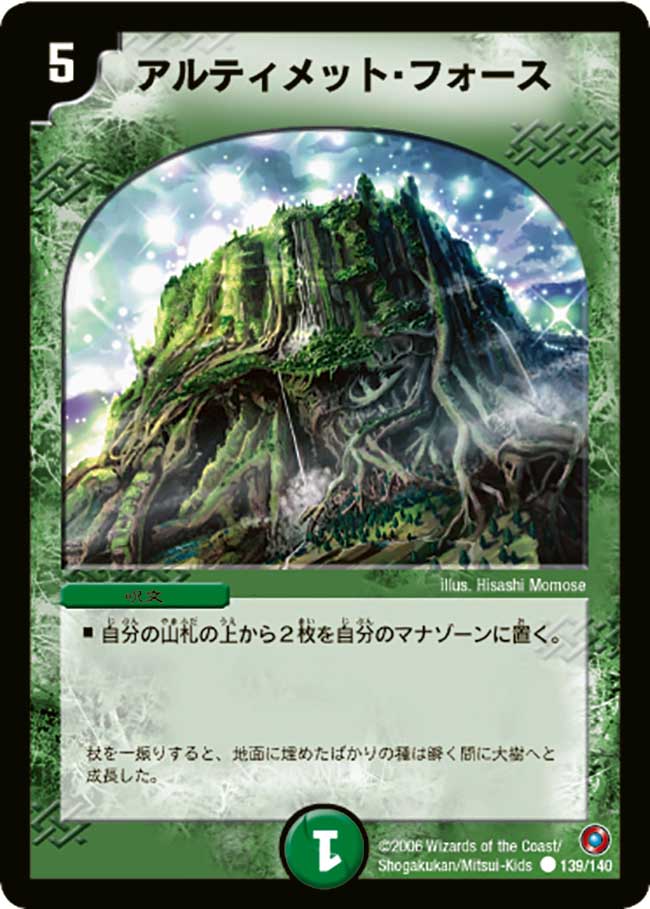 5
アルティメット・フォース
illus. Hisashi Momose
呪文
■ 自分の山札の上から2枚を自分のマナゾーンに置く。
杖を一振りすると、地面に埋めたばかりの種は瞬く間に大樹へと
成長した。
1
©2006 Wizards of the Coast/
Shogakukan/Mitsui-Kids ●139/140